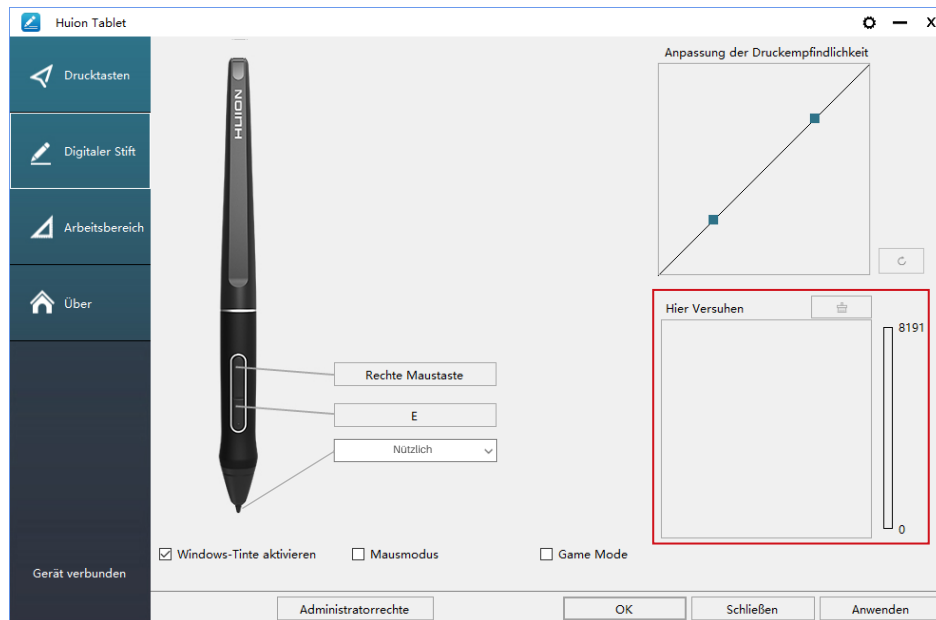 Huion Tablet
Drucktasten
Digitaler Stift
Arbeitsbereich
Über
Gerät verbunden
HUION
Rechte Maustaste
E
Nützlich
Windows-Tinte aktivieren
Mausmodus
Game Mode
Anpassung der Druckempfindlichkeit
Hier Versuhen
8191
0
Administratorrechte
OK
Schließen
Anwenden